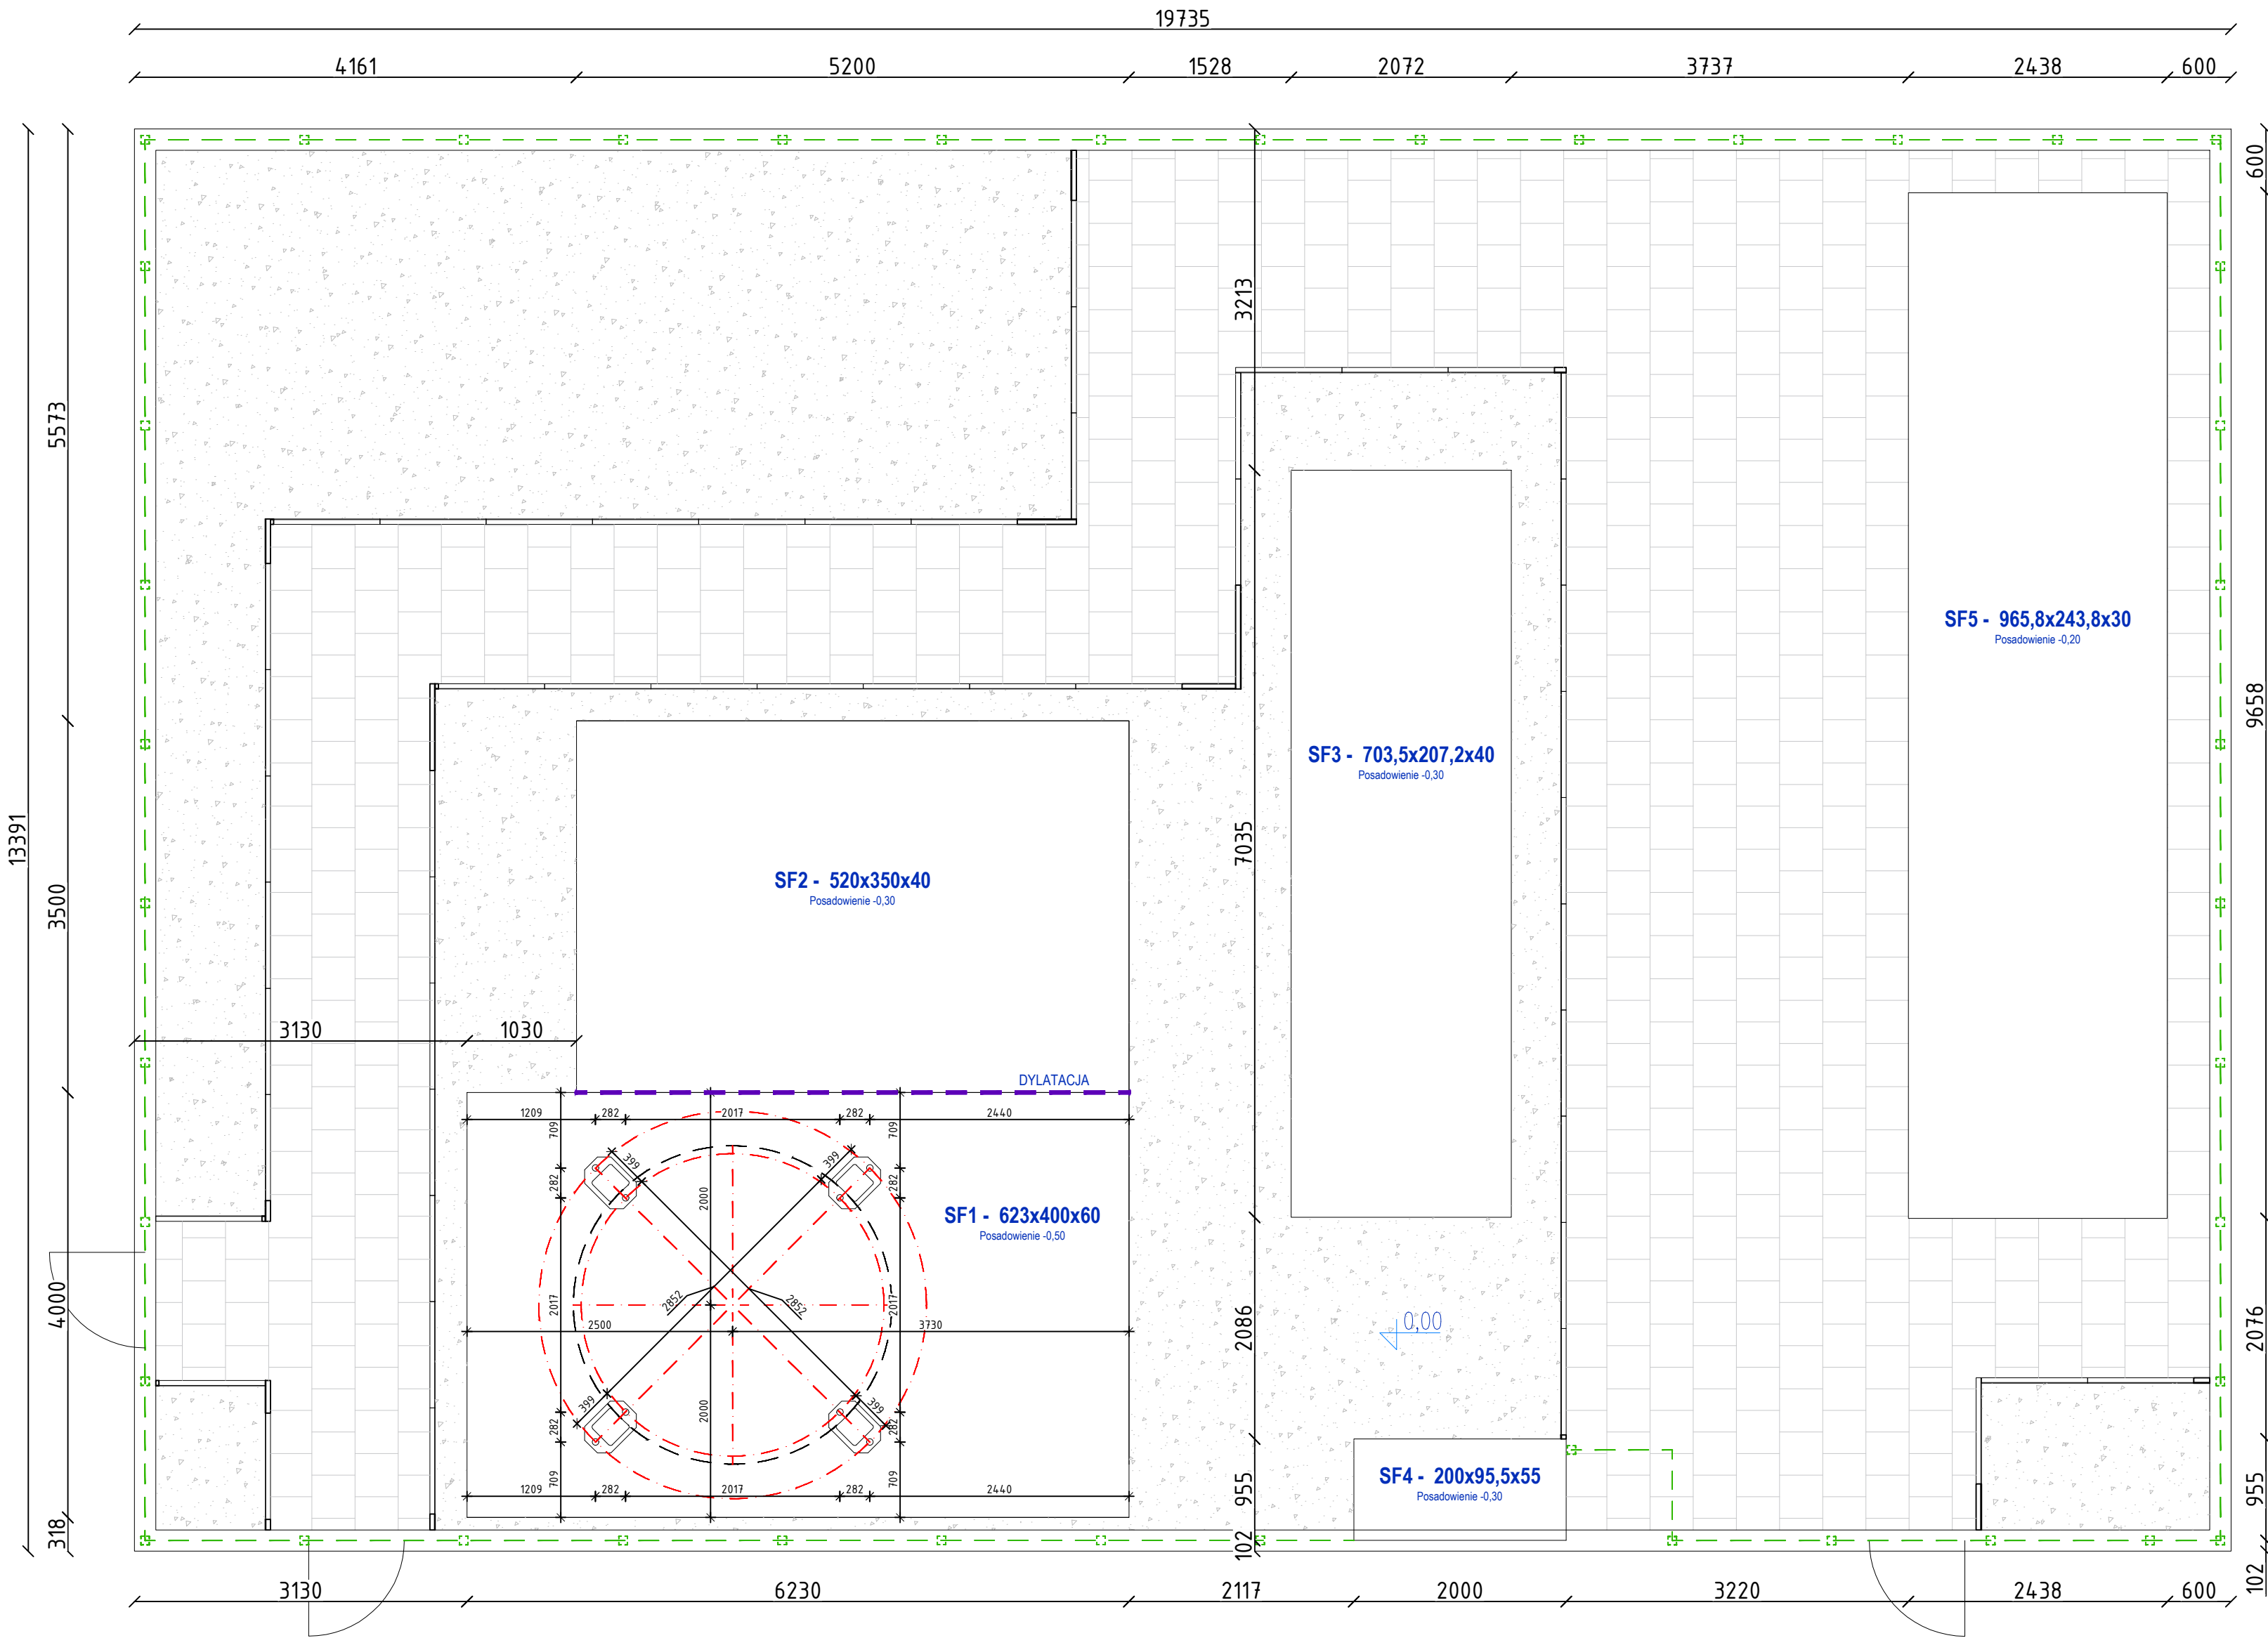 19735
4161 5200 1528 2072 3737 2438 600
13391
5573
3500
4000
318
600
9658
2076
955
102
3213
7035
2086
955
102
SF5 - 965,8x243,8x30
Posadowienie -0,20
SF3 - 703,5x207,2x40
Posadowienie -0,30
SF2 - 520x350x40
Posadowienie -0,30
3130 1030
DYLATACJA
1209 282 2017 282 2440
709 709
399 399
282 2000 282
SF1 - 623x400x60
Posadowienie -0,50
2852 2852
2017 2017
2500 3730
0,00
399 399
282 2000 282
709 709
1209 282 2017 282 2440
SF4 - 200x95,5x55
Posadowienie -0,30
3130 6230 2117 2000 3220 2438 600